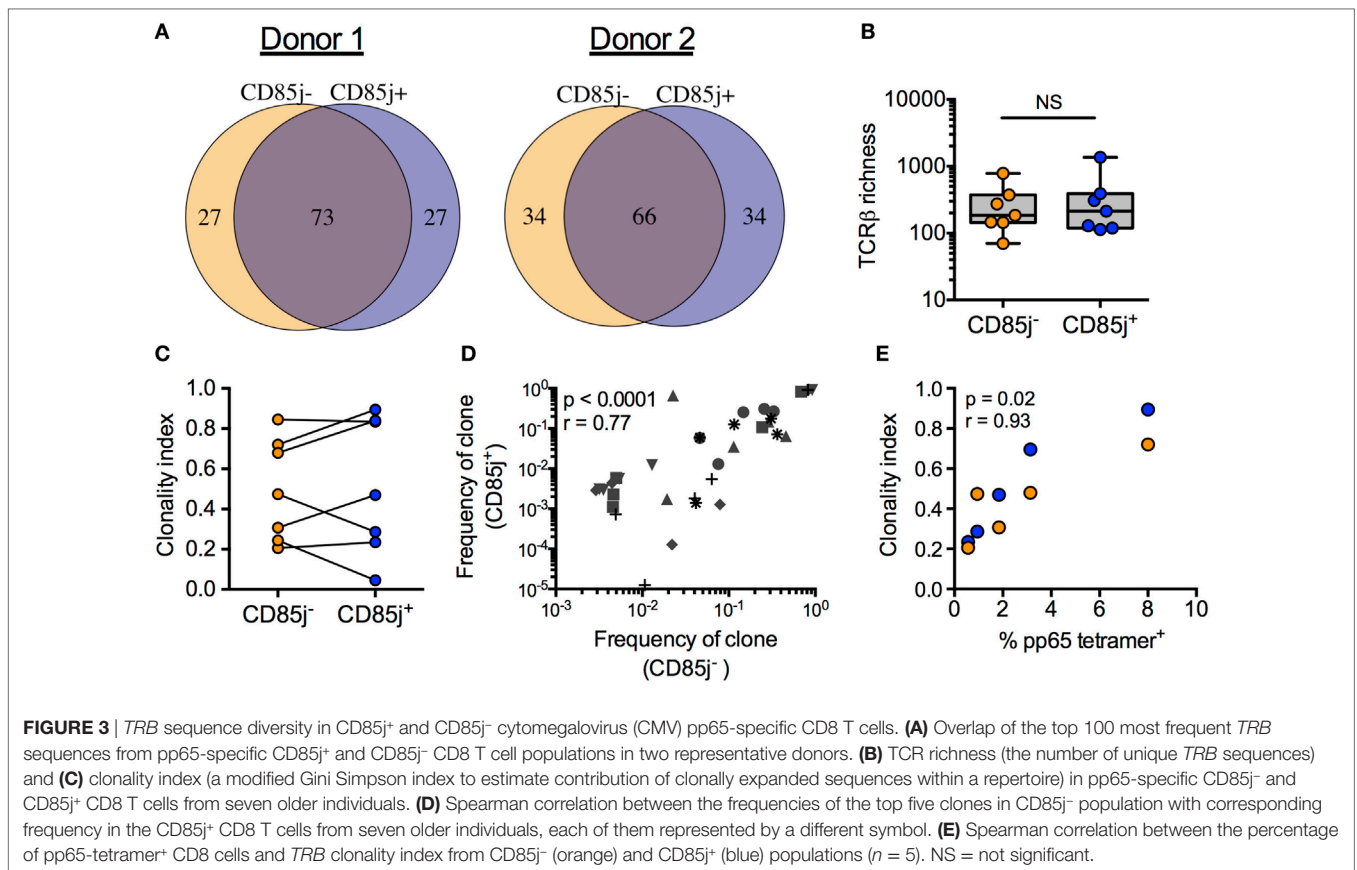 A
Donor 1
Donor 2
CD85j-
CD85j+
CD85j-
CD85j+
27
73
27
34
66
34
B
NS
10000
1000
100
10
TCRβ richness
CD85j-
CD85j+
C
1.0
0.8
0.6
0.4
0.2
0.0
Clonality index
CD85j-
CD85j+
D
p < 0.0001
r = 0.77
100
10-1
10-2
10-3
10-4
10-5
Frequency of clone
(CD85j+)
10-3
10-2
10-1
100
Frequency of clone
(CD85j- )
E
p = 0.02
r = 0.93
1.0
0.8
0.6
0.4
0.2
0.0
Clonality index
0
2
4
6
8
10
% pp65 tetramer+
FIGURE 3 | TRB sequence diversity in CD85j+ and CD85j− cytomegalovirus (CMV) pp65-specific CD8 T cells. (A) Overlap of the top 100 most frequent TRB
sequences from pp65-specific CD85j+ and CD85j− CD8 T cell populations in two representative donors. (B) TCR richness (the number of unique TRB sequences)
and (C) clonality index (a modified Gini Simpson index to estimate contribution of clonally expanded sequences within a repertoire) in pp65-specific CD85j− and
CD85j+ CD8 T cells from seven older individuals. (D) Spearman correlation between the frequencies of the top five clones in CD85j− population with corresponding
frequency in the CD85j+ CD8 T cells from seven older individuals, each of them represented by a different symbol. (E) Spearman correlation between the percentage
of pp65-tetramer+ CD8 cells and TRB clonality index from CD85j− (orange) and CD85j+ (blue) populations (n = 5). NS = not significant.